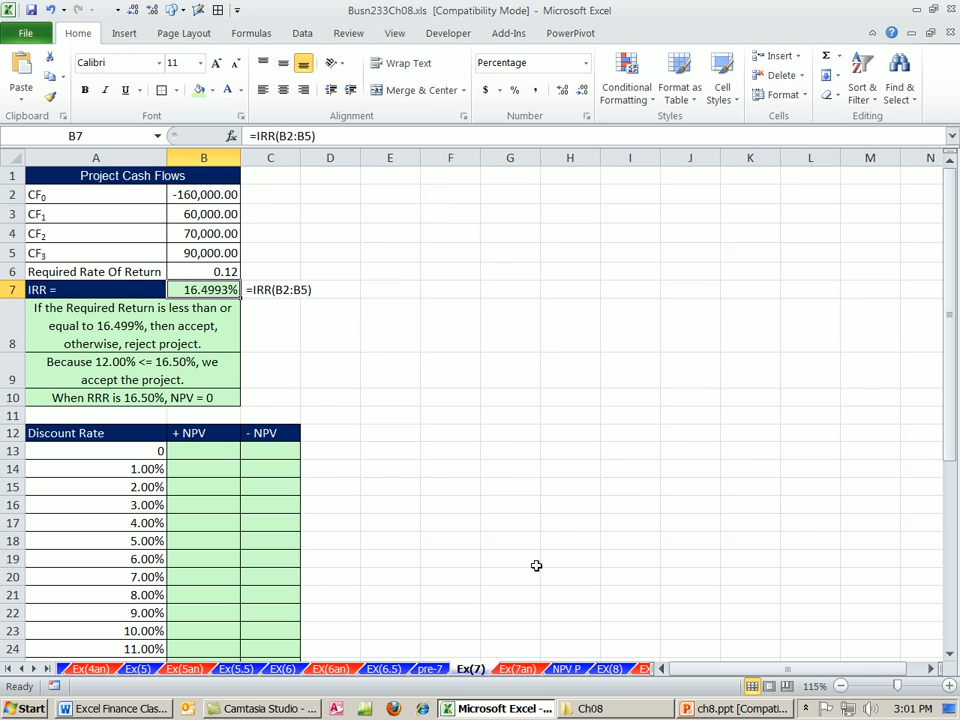 Busn233Ch08.xls [Compatibility Mode] - Microsoft Excel
File Home Insert Page Layout Formulas Data Review View Developer Add-Ins PowerPivot
Calibri 11 Wrap Text Percentage Insert
Paste B I U Merge & Center $ % , Conditional Formatting Format as Table Cell Styles Delete Format Sort & Filter Find & Select
Clipboard Font Alignment Number Styles Cells Editing
B7 fx =IRR(B2:B5)
A B C D E F G H I J K L M N
1 Project Cash Flows
2 CF0 -160,000.00
3 CF1 60,000.00
4 CF2 70,000.00
5 CF3 90,000.00
6 Required Rate Of Return 0.12
7 IRR = 16.4993% =IRR(B2:B5)
If the Required Return is less than or
equal to 16.499%, then accept,
8 otherwise, reject project.
Because 12.00% <= 16.50%, we
9 accept the project.
10 When RRR is 16.50%, NPV = 0
11
12 Discount Rate + NPV - NPV
13 0
14 1.00%
15 2.00%
16 3.00%
17 4.00%
18 5.00%
19 6.00%
20 7.00%
21 8.00%
22 9.00%
23 10.00%
24 11.00%
Ex(4an) Ex(5) Ex(5an) Ex(5.5) Ex(6) Ex(6an) Ex(6.5) pre-7 Ex(7) Ex(7an) NPV P Ex(8) Ex
Ready 115%
Start Excel Finance Clas... Camtasia Studio - ... Microsoft Excel -... Ch08 ch8.ppt [Compati... 3:01 PM